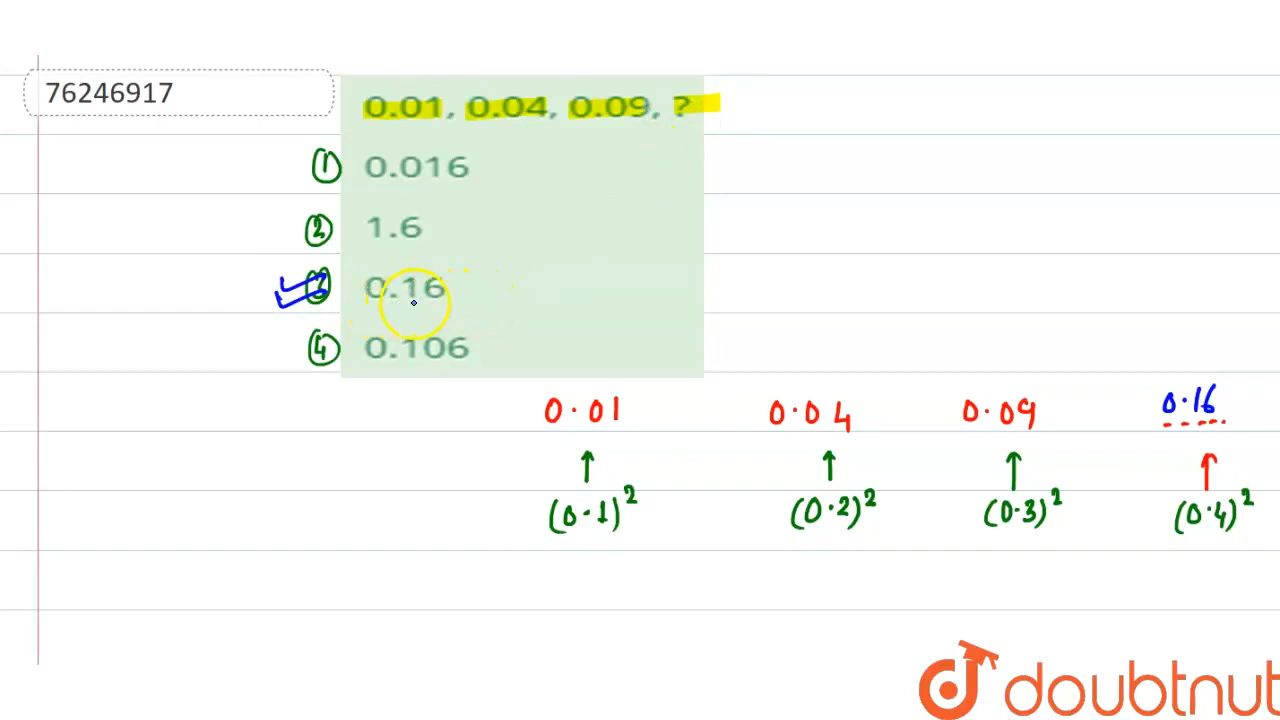 76246917
0.01, 0.04, 0.09, ?
① 0.016
② 1.6
③ 0.16
④ 0.106
0.01 0.04 0.09 0.16
(0.1)² (0.2)² (0.3)² (0.4)²
doubtnut